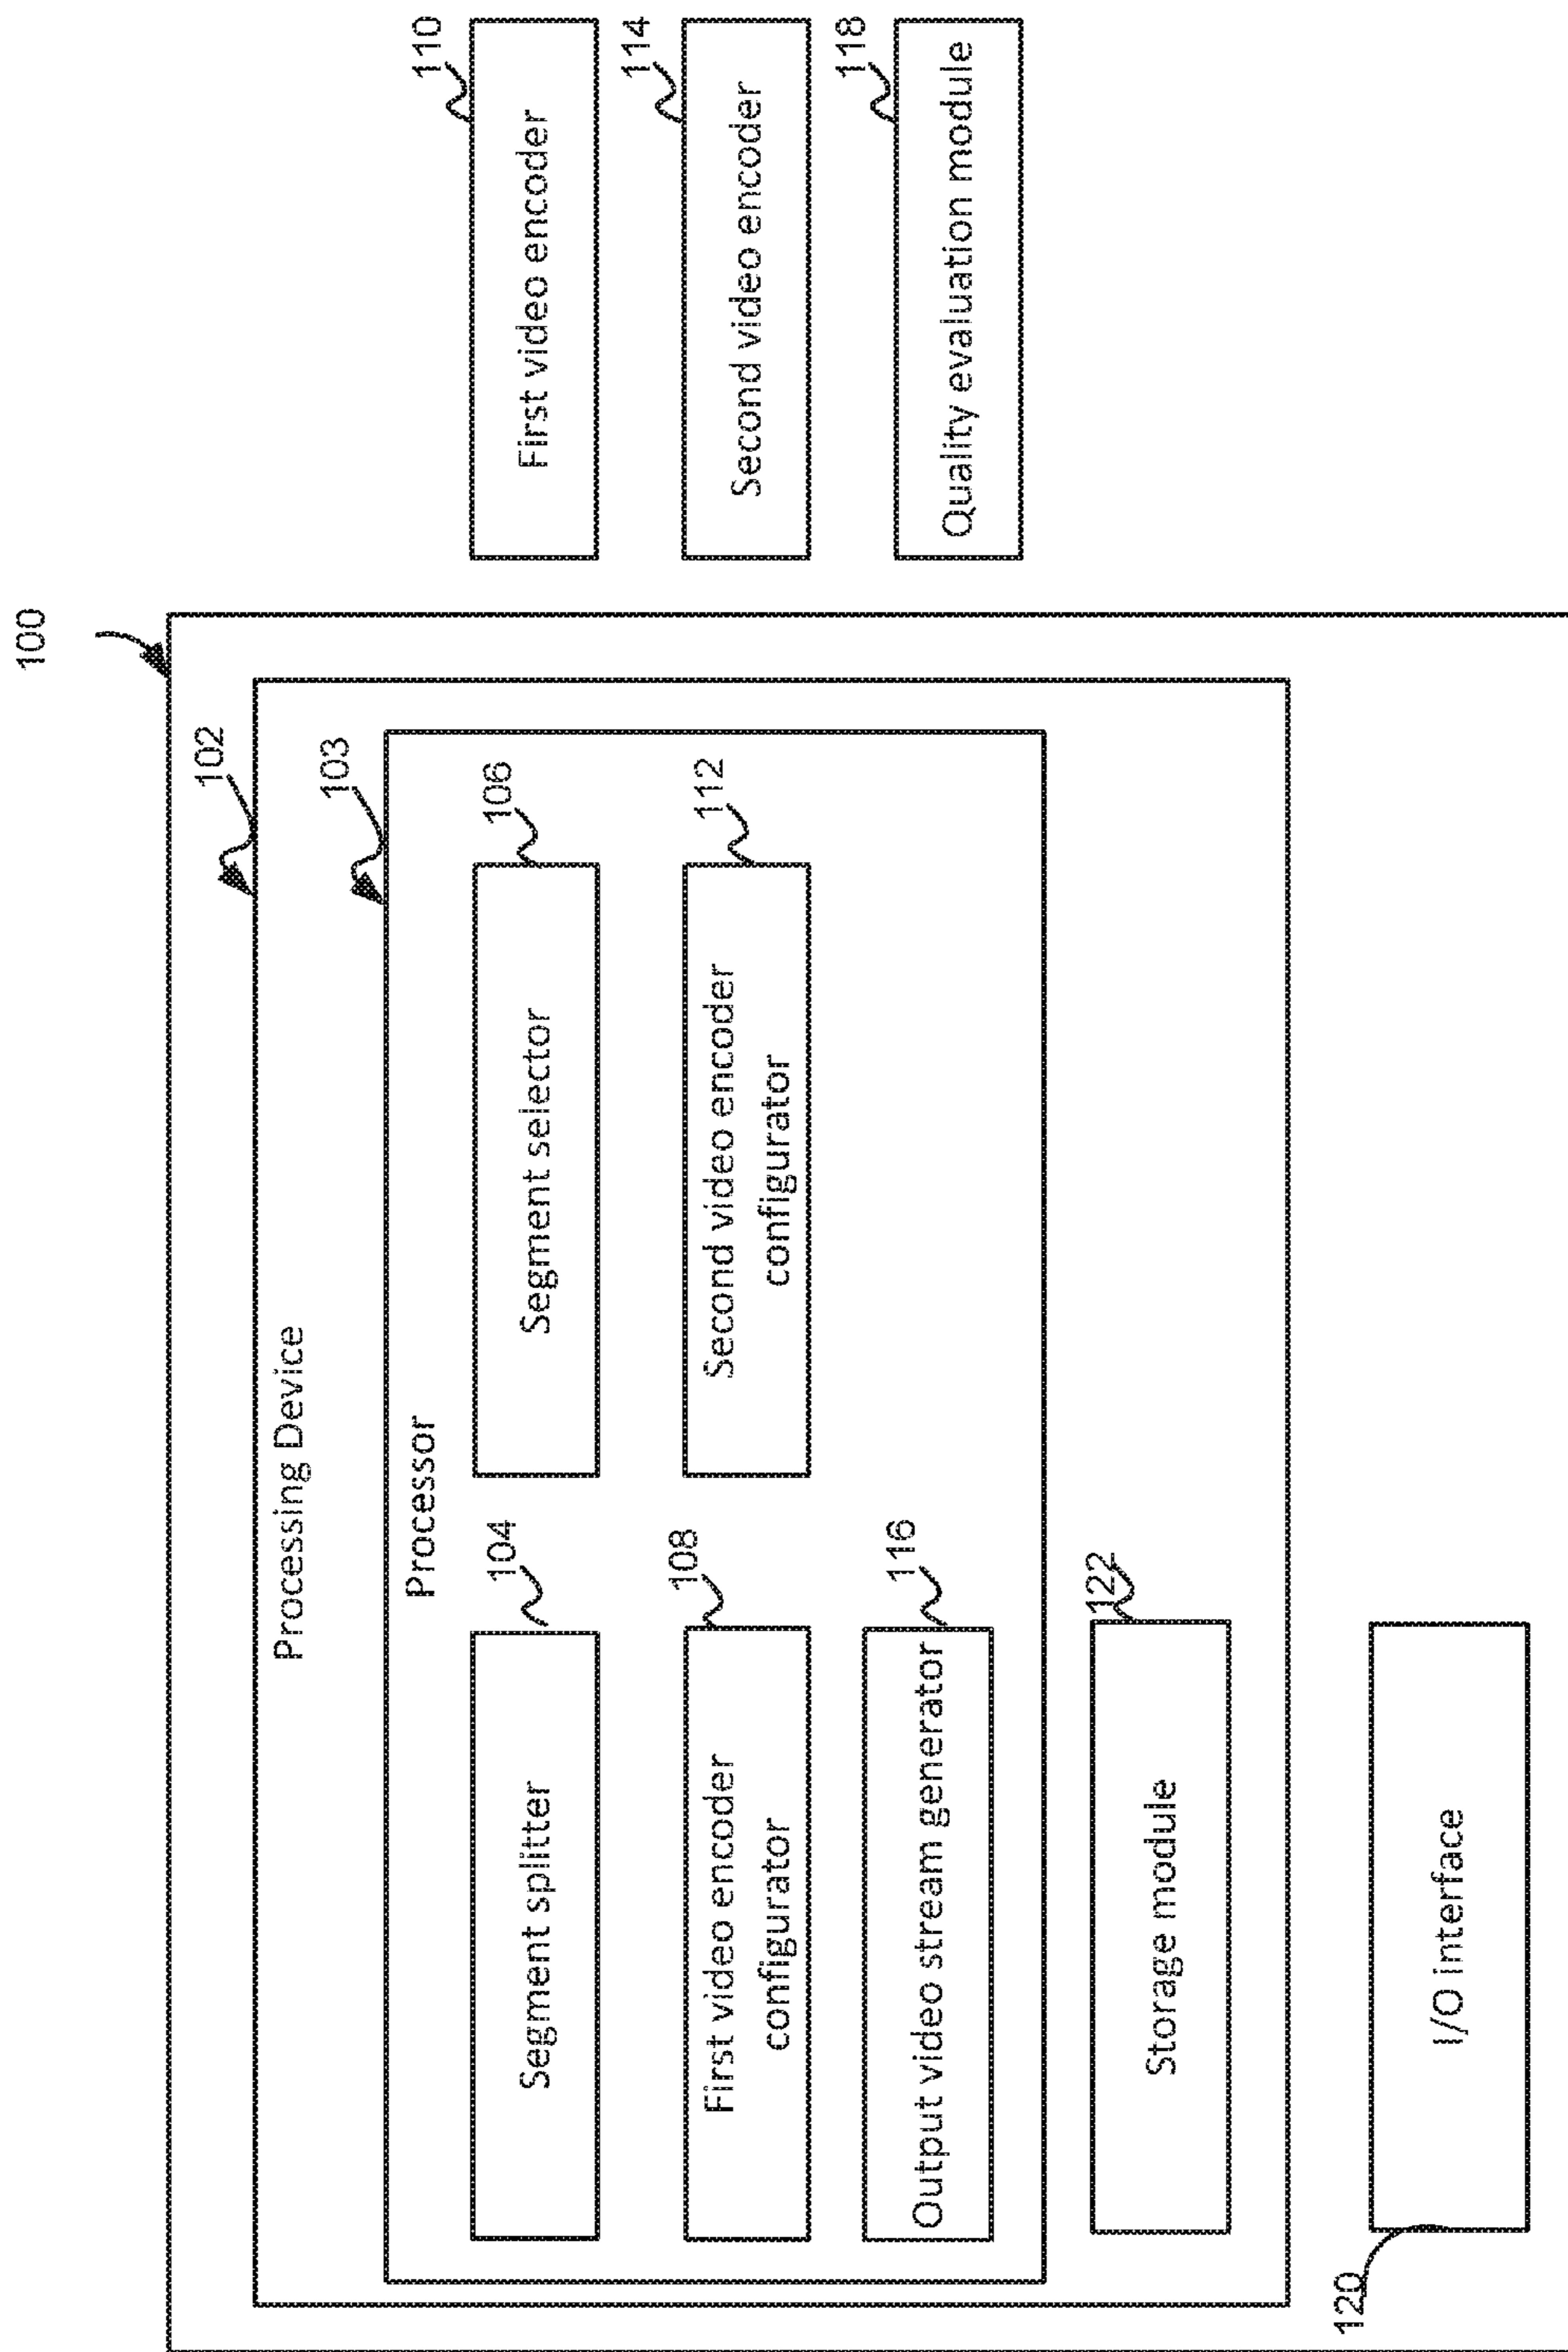 100
102
Processing Device
103
Processor
104
Segment splitter
106
Segment selector
110
First video encoder
108
First video encoder
configurator
112
Second video encoder
configurator
114
Second video encoder
116
Output video stream generator
118
Quality evaluation module
122
Storage module
120
I/O interface